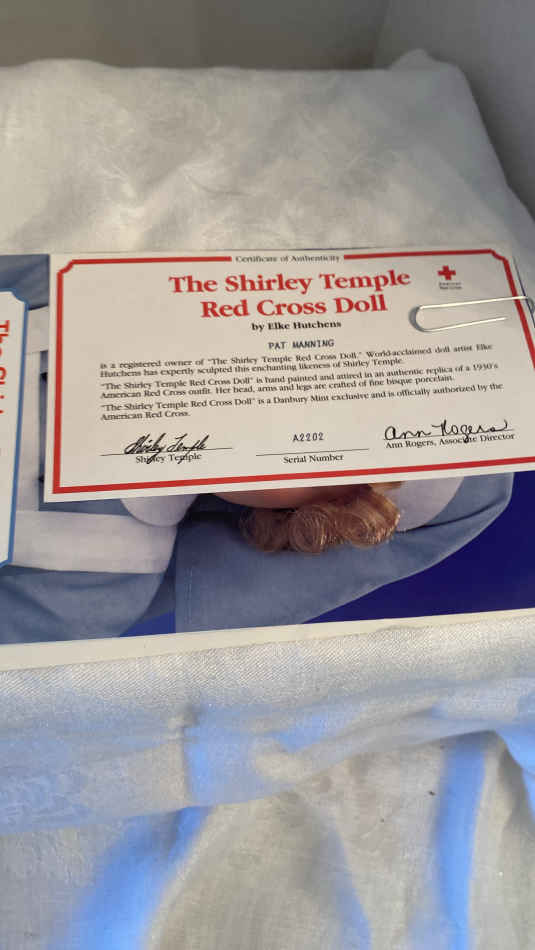 Certificate of Authenticity
The Shirley Temple
Red Cross Doll
American
Red Cross
by Elke Hutchens
PAT MANNING
is a registered owner of "The Shirley Temple Red Cross Doll." World-acclaimed doll artist Elke
Hutchens has expertly sculpted this enchanting likeness of Shirley Temple.
"The Shirley Temple Red Cross Doll" is hand painted and attired in an authentic replica of a 1930's
American Red Cross outfit. Her head, arms and legs are crafted of fine bisque porcelain.
"The Shirley Temple Red Cross Doll" is a Danbury Mint exclusive and is officially authorized by the
American Red Cross.
Shirley Temple
Shirley Temple
A2202
Serial Number
Ann Rogers
Ann Rogers, Associate Director